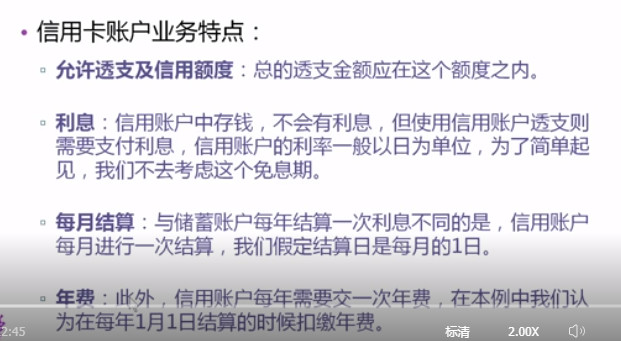 • 信用卡账户业务特点：
▫ 允许透支及信用额度：总的透支金额应在这个额度之内。
▫ 利息：信用账户中存钱，不会有利息，但使用信用账户透支则
需要支付利息，信用账户的利率一般以日为单位，为了简单起
见，我们不去考虑这个免息期。
▫ 每月结算：与储蓄账户每年结算一次利息不同的是，信用账户
每月进行一次结算，我们假定结算日是每月的1日。
▫ 年费：此外，信用账户每年需要交一次年费，在本例中我们认
为在每年1月1日结算的时候扣缴年费。
2:45 标清 2.00X